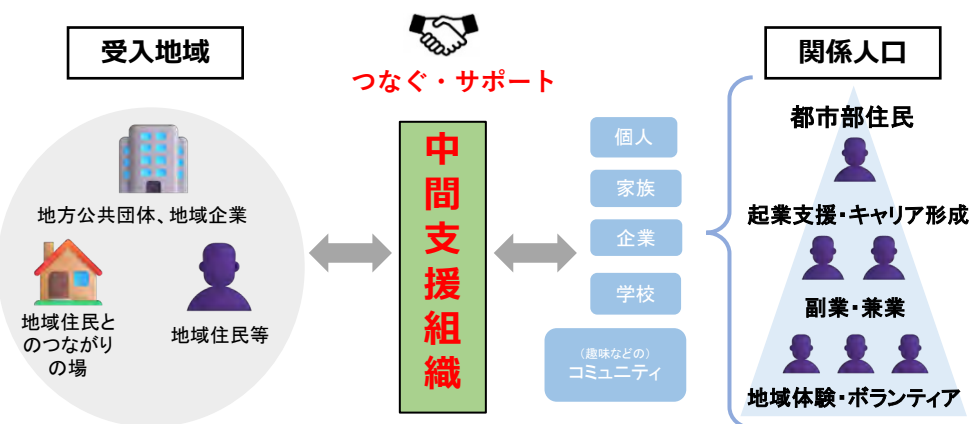 受入地域
つなぐ・サポート
関係人口
地方公共団体、地域企業
地域住民と
のつながり
の場
地域住民等
中間支援組織
個人
家族
企業
学校
（趣味などの）
コミュニティ
都市部住民
起業支援・キャリア形成
副業・兼業
地域体験・ボランティア